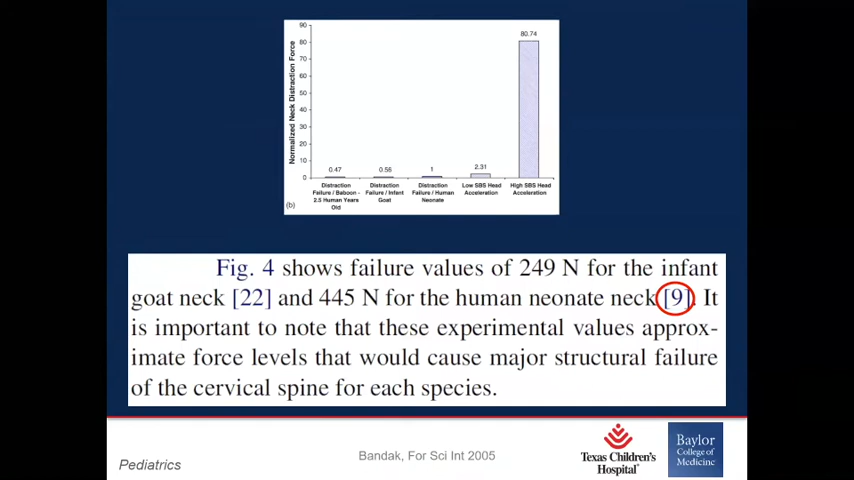 90
80
70
60
50
40
30
20
10
0
Normalized Neck Distraction Force
0.47
0.56
1
2.31
80.74
Distraction
Failure / Baboon -
2.5 Human Years
Old
Distraction
Failure / Infant
Goat
Distraction
Failure / Human
Neonate
Low SBS Head
Acceleration
High SBS Head
Acceleration
(b)
Fig. 4 shows failure values of 249 N for the infant
goat neck [22] and 445 N for the human neonate neck [9]. It
is important to note that these experimental values approx-
imate force levels that would cause major structural failure
of the cervical spine for each species.
Pediatrics
Bandak, For Sci Int 2005
Texas Children's
Hospital
Baylor
College of
Medicine